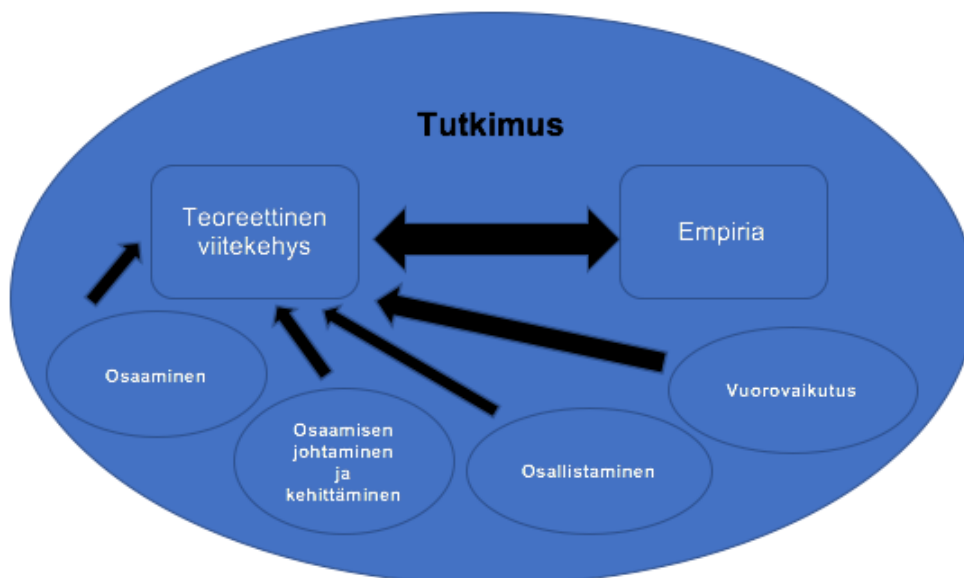 Tutkimus
Teoreettinen
viitekehys
Empiria
Osaaminen
Osaamisen
johtaminen
ja
kehittäminen
Osallistaminen
Vuorovaikutus